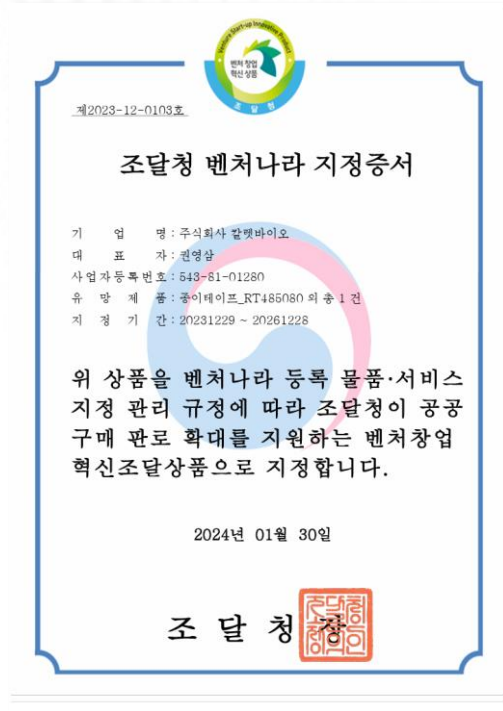 Venture Start-up Innovative Product
벤처 창업
혁신 상품
조 달 청
제2023-12-0103호
조달청 벤처나라 지정증서
기 업 명 : 주식회사 칼렛바이오
대 표 자 : 권영삼
사업자등록번호 : 543-81-01280
유 망 제 품 : 종이테이프_RT485080 외 총 1 건
지 정 기 간 : 20231229 ~ 20261228
위 상품을 벤처나라 등록 물품·서비스
지정 관리 규정에 따라 조달청이 공공
구매 판로 확대를 지원하는 벤처창업
혁신조달상품으로 지정합니다.
2024년 01월 30일
조 달 청 장